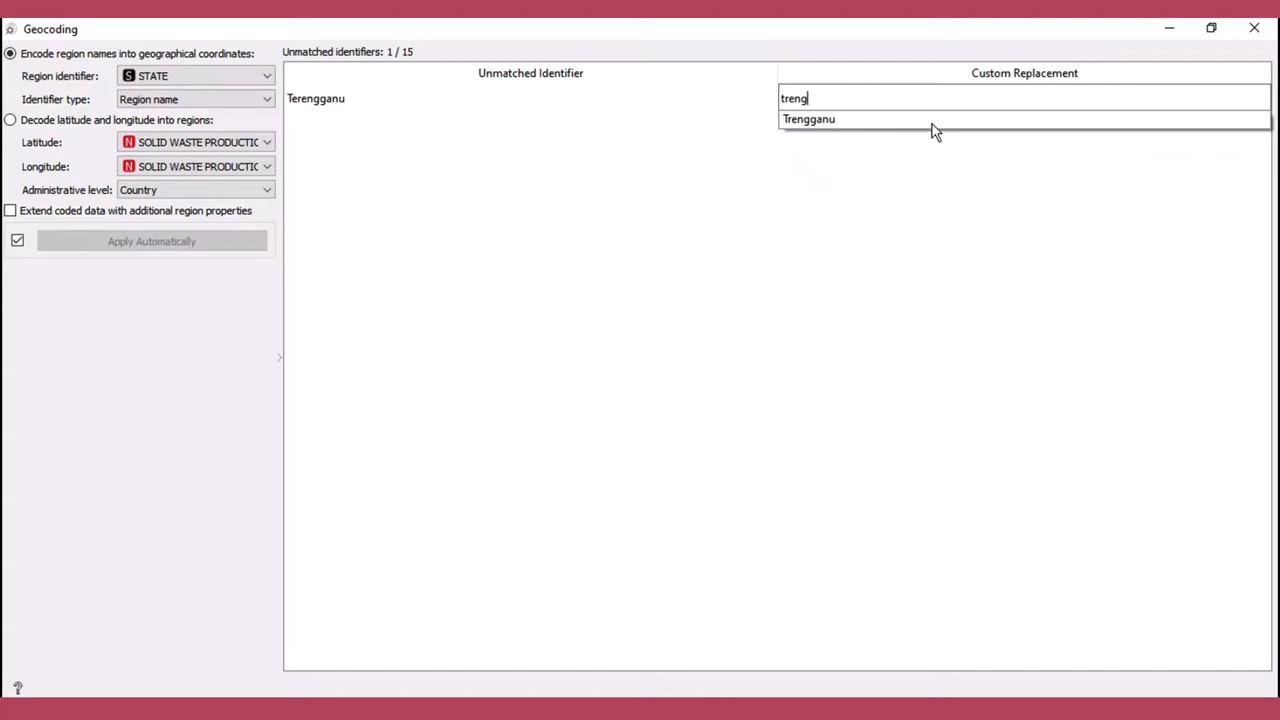 Geocoding
Encode region names into geographical coordinates:
Region identifier: S STATE
Identifier type: Region name
Decode latitude and longitude into regions:
Latitude: N SOLID WASTE PRODUCTIC
Longitude: N SOLID WASTE PRODUCTIC
Administrative level: Country
Extend coded data with additional region properties
Apply Automatically
?
Unmatched identifiers: 1 / 15
Unmatched Identifier Custom Replacement
Terengganu treng
Trengganu